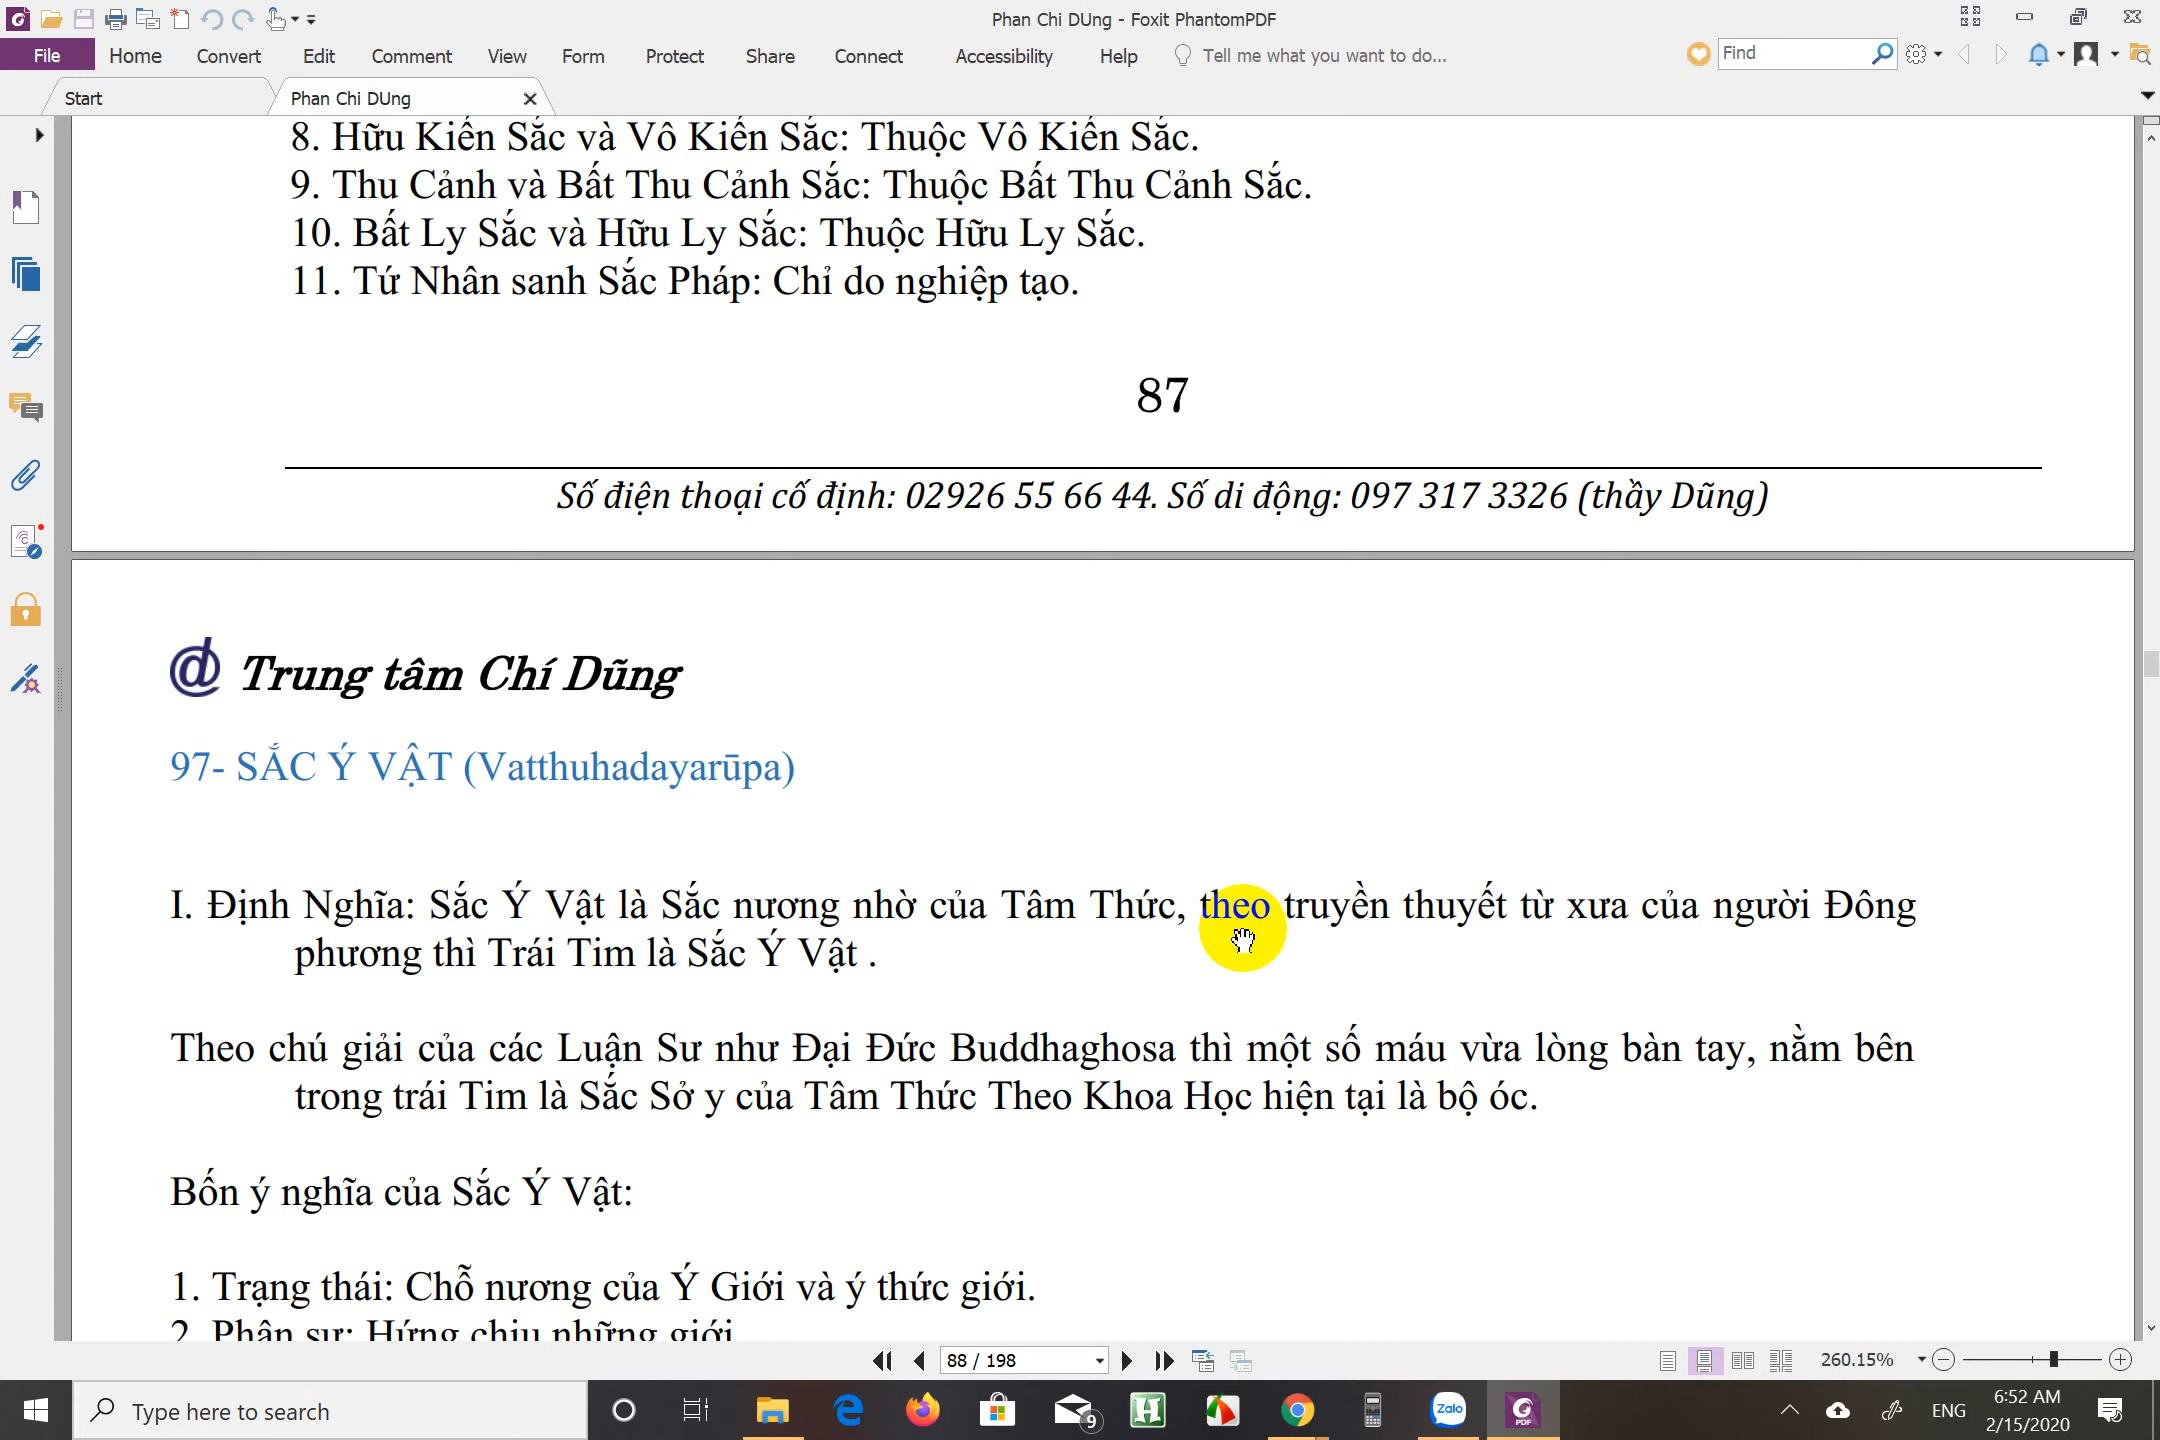 Phan Chi DUng - Foxit PhantomPDF
File Home Convert Edit Comment View Form Protect Share Connect Accessibility Help Tell me what you want to do... Find
Start Phan Chi DUng
8. Hữu Kiến Sắc và Vô Kiến Sắc: Thuộc Vô Kiến Sắc.
9. Thu Cảnh và Bất Thu Cảnh Sắc: Thuộc Bất Thu Cảnh Sắc.
10. Bất Ly Sắc và Hữu Ly Sắc: Thuộc Hữu Ly Sắc.
11. Tứ Nhân sanh Sắc Pháp: Chỉ do nghiệp tạo.
87
Số điện thoại cố định: 02926 55 66 44. Số di động: 097 317 3326 (thầy Dũng)
@ Trung tâm Chí Dũng
97- SẮC Ý VẬT (Vatthuhadayarūpa)
I. Định Nghĩa: Sắc Ý Vật là Sắc nương nhờ của Tâm Thức, theo truyền thuyết từ xưa của người Đông
phương thì Trái Tim là Sắc Ý Vật .
Theo chú giải của các Luận Sư như Đại Đức Buddhaghosa thì một số máu vừa lòng bàn tay, nằm bên
trong trái Tim là Sắc Sở y của Tâm Thức Theo Khoa Học hiện tại là bộ óc.
Bốn ý nghĩa của Sắc Ý Vật:
1. Trạng thái: Chỗ nương của Ý Giới và ý thức giới.
2. Phận sự: Hứng chịu những giới
88 / 198 260.15%
Type here to search 9 Zalo PDF ENG 6:52 AM
2/15/2020